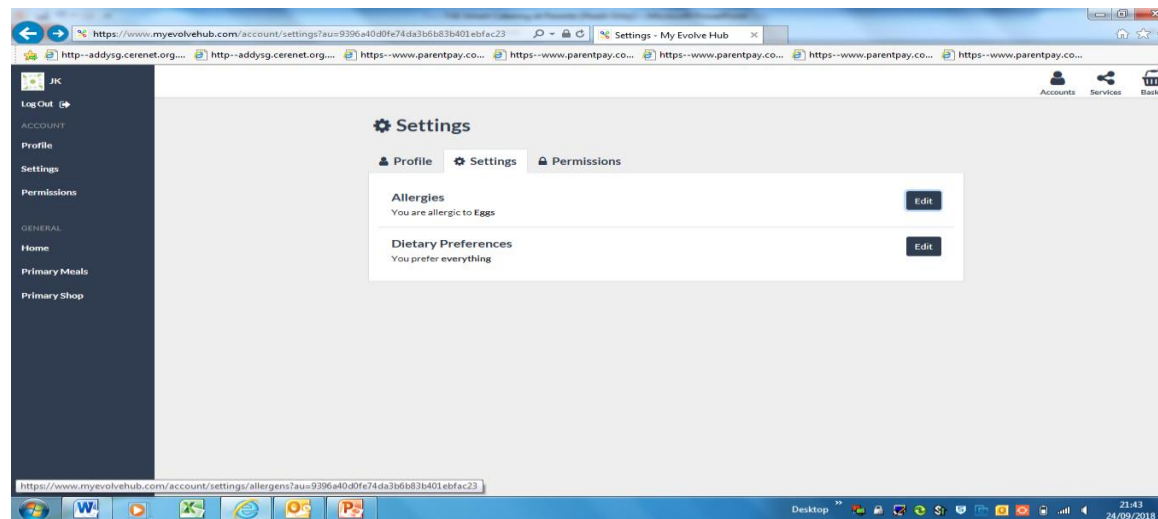 https://www.myevolvehub.com/account/settings?au=9396a40d0fe74da3b6b83b401ebfac23
Settings - My Evolve Hub
http--addysg.cerenet.org.... http--addysg.cerenet.org.... https--www.parentpay.co... https--www.parentpay.co... https--www.parentpay.co... https--www.parentpay.co... https--www.parentpay.co...
JK
Accounts Services
Log Out
ACCOUNT
Settings
Profile
Profile Settings Permissions
Settings
Permissions
Allergies
Edit
You are allergic to Eggs
GENERAL
Home
Dietary Preferences
Edit
You prefer everything
Primary Meals
Primary Shop
https://www.myevolvehub.com/account/settings/allergens?au=9396a40d0fe74da3b6b83b401ebfac23
Desktop
21:43
24/09/2018